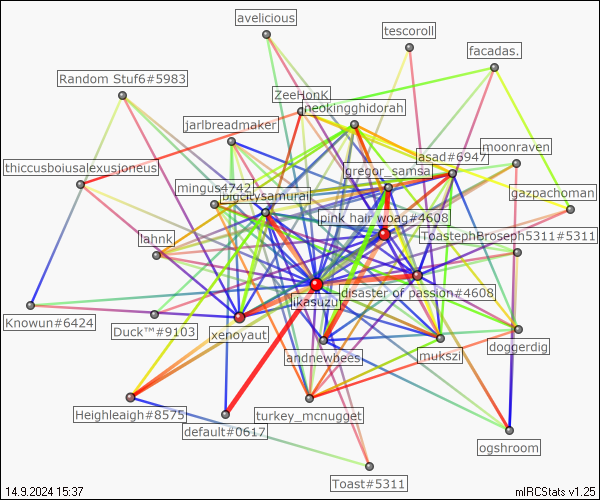 avelicious
tescoroll
facadas.
Random Stuf6#5983
ZeeHonK
neokingghidorah
jarlbreadmaker
moonraven
asad#6947
thiccusboiusalexusjoneus
gregor_samsa
mingus4742
gazpachoman
bigcitysamurai
pink hair woag#4608
lahnk
ToastephBroseph5311#5311
disaster of passion#4608
likasuzu
Knowun#6424
Duck™#9103
xenoyaut
doggerdig
andnewbees
mukszi
Heighleaigh#8575
turkey_mcnugget
default#0617
ogshroom
Toast#5311
14.9.2024 15:37
mIRCStats v1.25